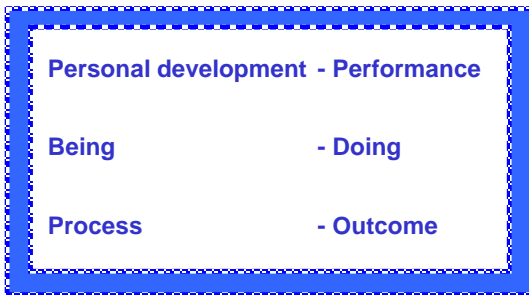 Personal development - Performance
Being - Doing
Process - Outcome